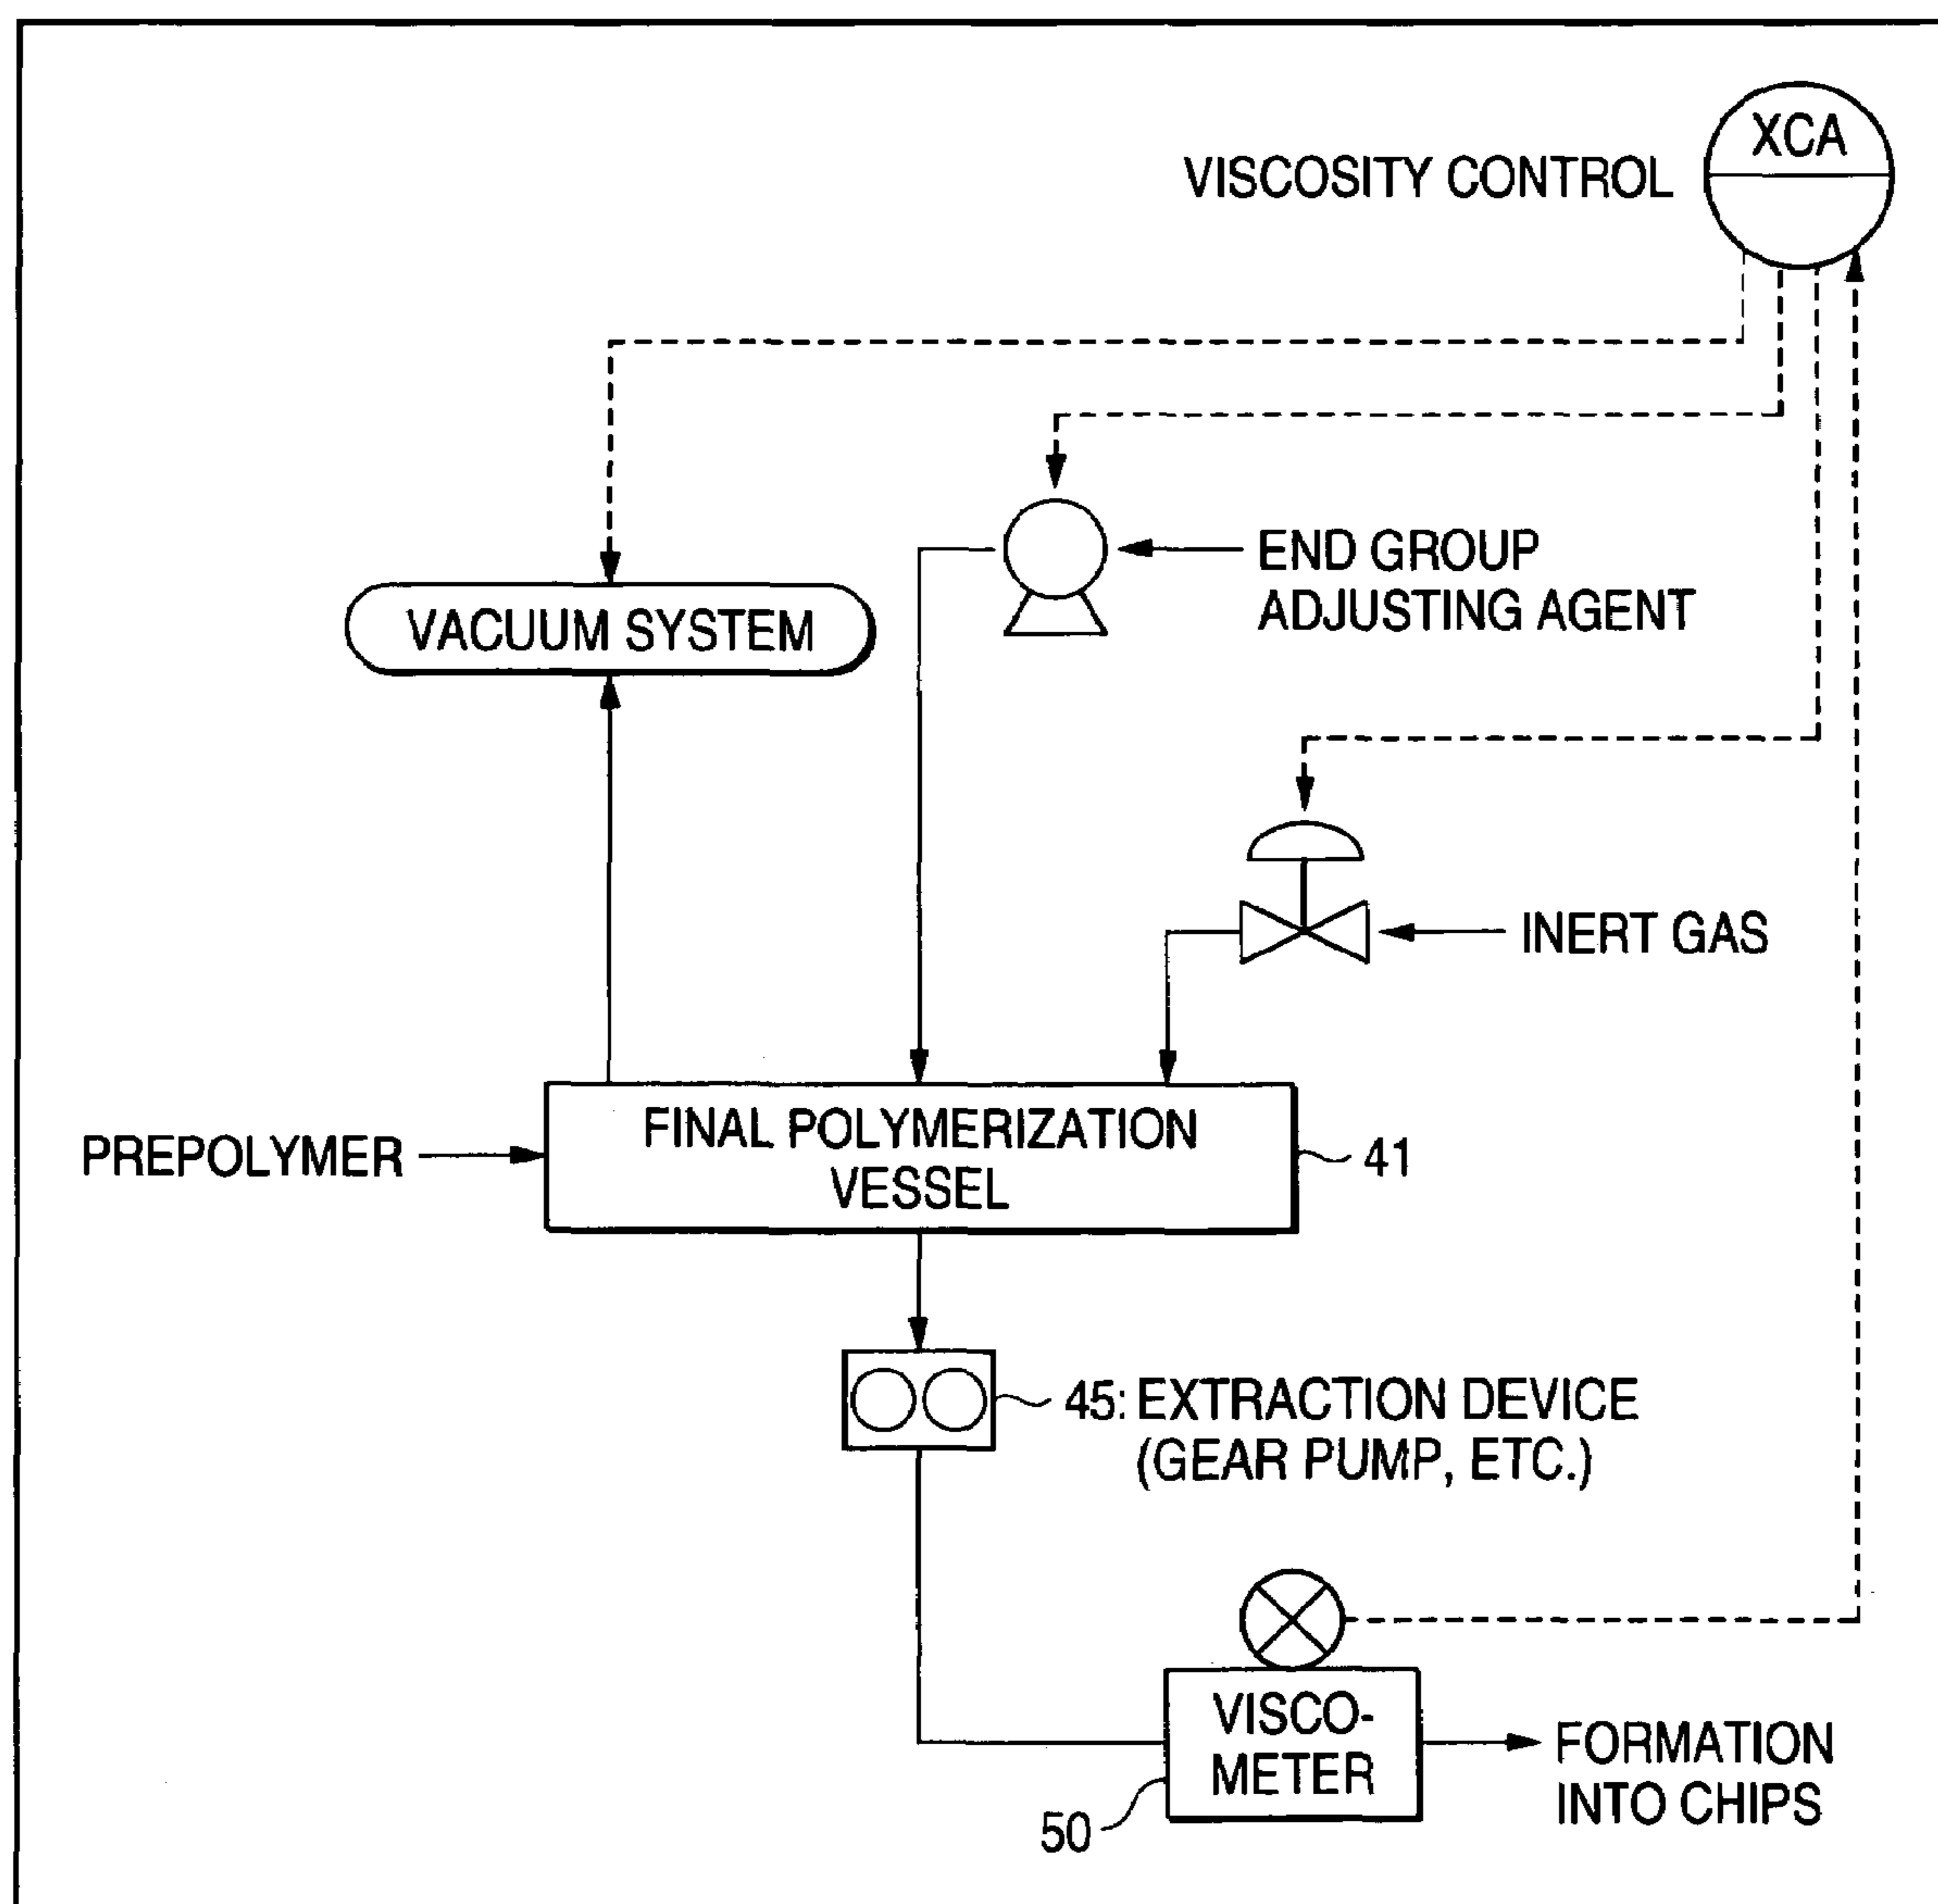 XCA
VISCOSITY CONTROL
END GROUP
ADJUSTING AGENT
VACUUM SYSTEM
INERT GAS
PREPOLYMER
FINAL POLYMERIZATION
VESSEL
41
45: EXTRACTION DEVICE
(GEAR PUMP, ETC.)
VISCO-
METER
50
FORMATION
INTO CHIPS